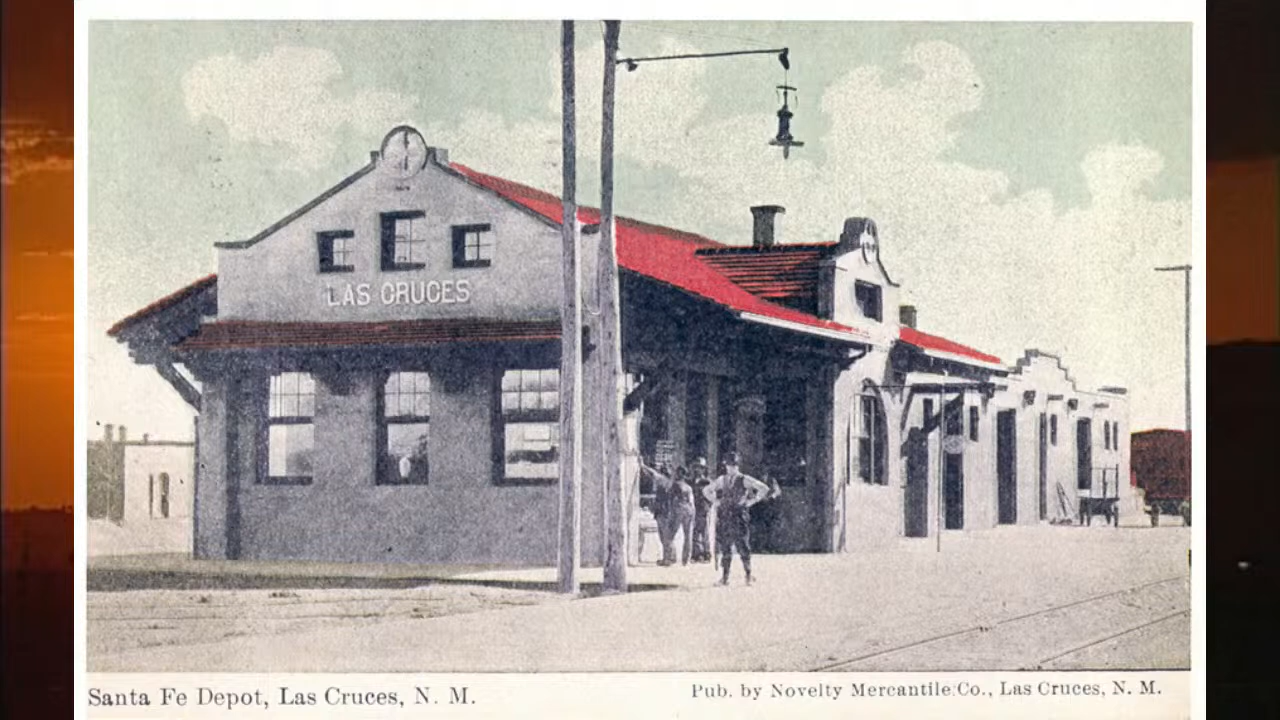 LAS CRUCES
Santa Fe Depot, Las Cruces, N. M.
Pub. by Novelty Mercantile Co., Las Cruces, N. M.